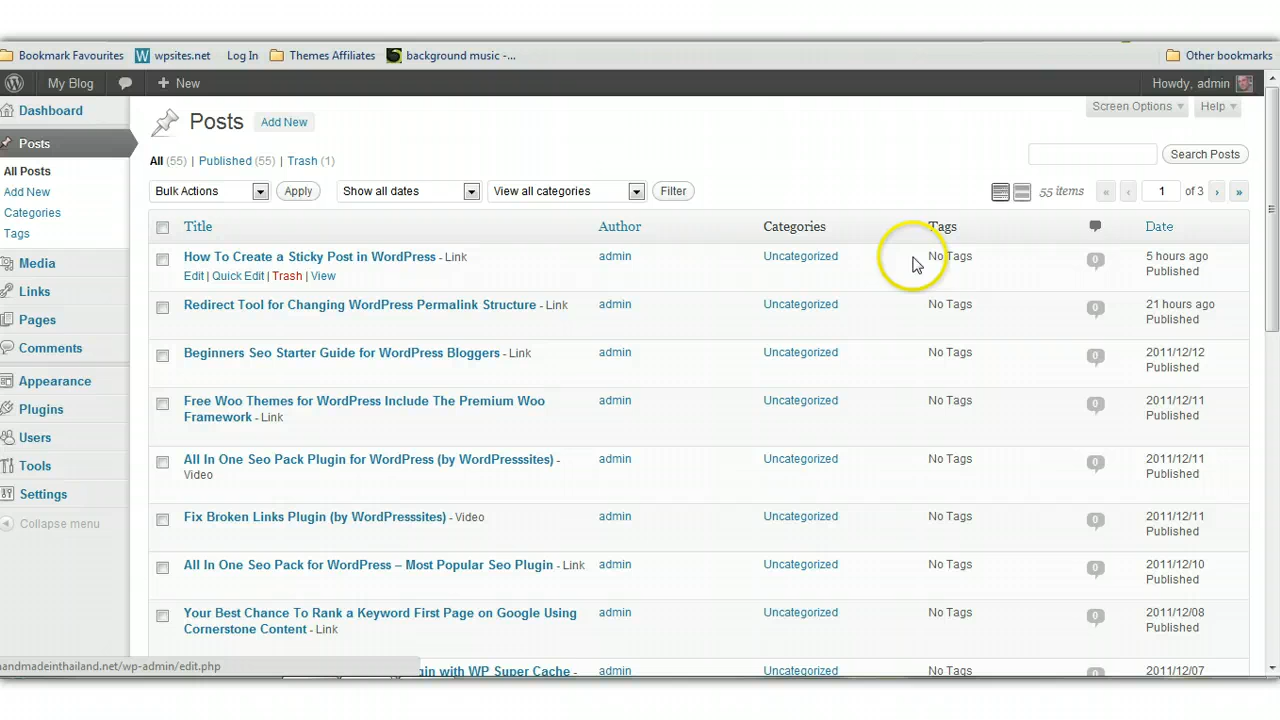 Bookmark Favourites wpsites.net Log In Themes Affiliates background music -... Other bookmarks
My Blog + New Howdy, admin
Dashboard
Posts
All Posts
Add New
Categories
Tags
Media
Links
Pages
Comments
Appearance
Plugins
Users
Tools
Settings
Collapse menu
Screen Options Help
Posts Add New
All (55) | Published (55) | Trash (1)
Search Posts
Bulk Actions Apply Show all dates View all categories Filter 55 items « ‹ 1 of 3 › »
Title Author Categories Tags Date
How To Create a Sticky Post in WordPress - Link admin Uncategorized No Tags 0 5 hours ago
Edit | Quick Edit | Trash | View Published
Redirect Tool for Changing WordPress Permalink Structure - Link admin Uncategorized No Tags 0 21 hours ago
Published
Beginners Seo Starter Guide for WordPress Bloggers - Link admin Uncategorized No Tags 0 2011/12/12
Published
Free Woo Themes for WordPress Include The Premium Woo admin Uncategorized No Tags 0 2011/12/11
Framework - Link Published
All In One Seo Pack Plugin for WordPress (by WordPresssites) - admin Uncategorized No Tags 0 2011/12/11
Video Published
Fix Broken Links Plugin (by WordPresssites) - Video admin Uncategorized No Tags 0 2011/12/11
Published
All In One Seo Pack for WordPress – Most Popular Seo Plugin - Link admin Uncategorized No Tags 0 2011/12/10
Published
Your Best Chance To Rank a Keyword First Page on Google Using admin Uncategorized No Tags 0 2011/12/08
Cornerstone Content - Link Published
with WP Super Cache - admin Uncategorized No Tags 0 2011/12/07
andmadeinthailand.net/wp-admin/edit.php